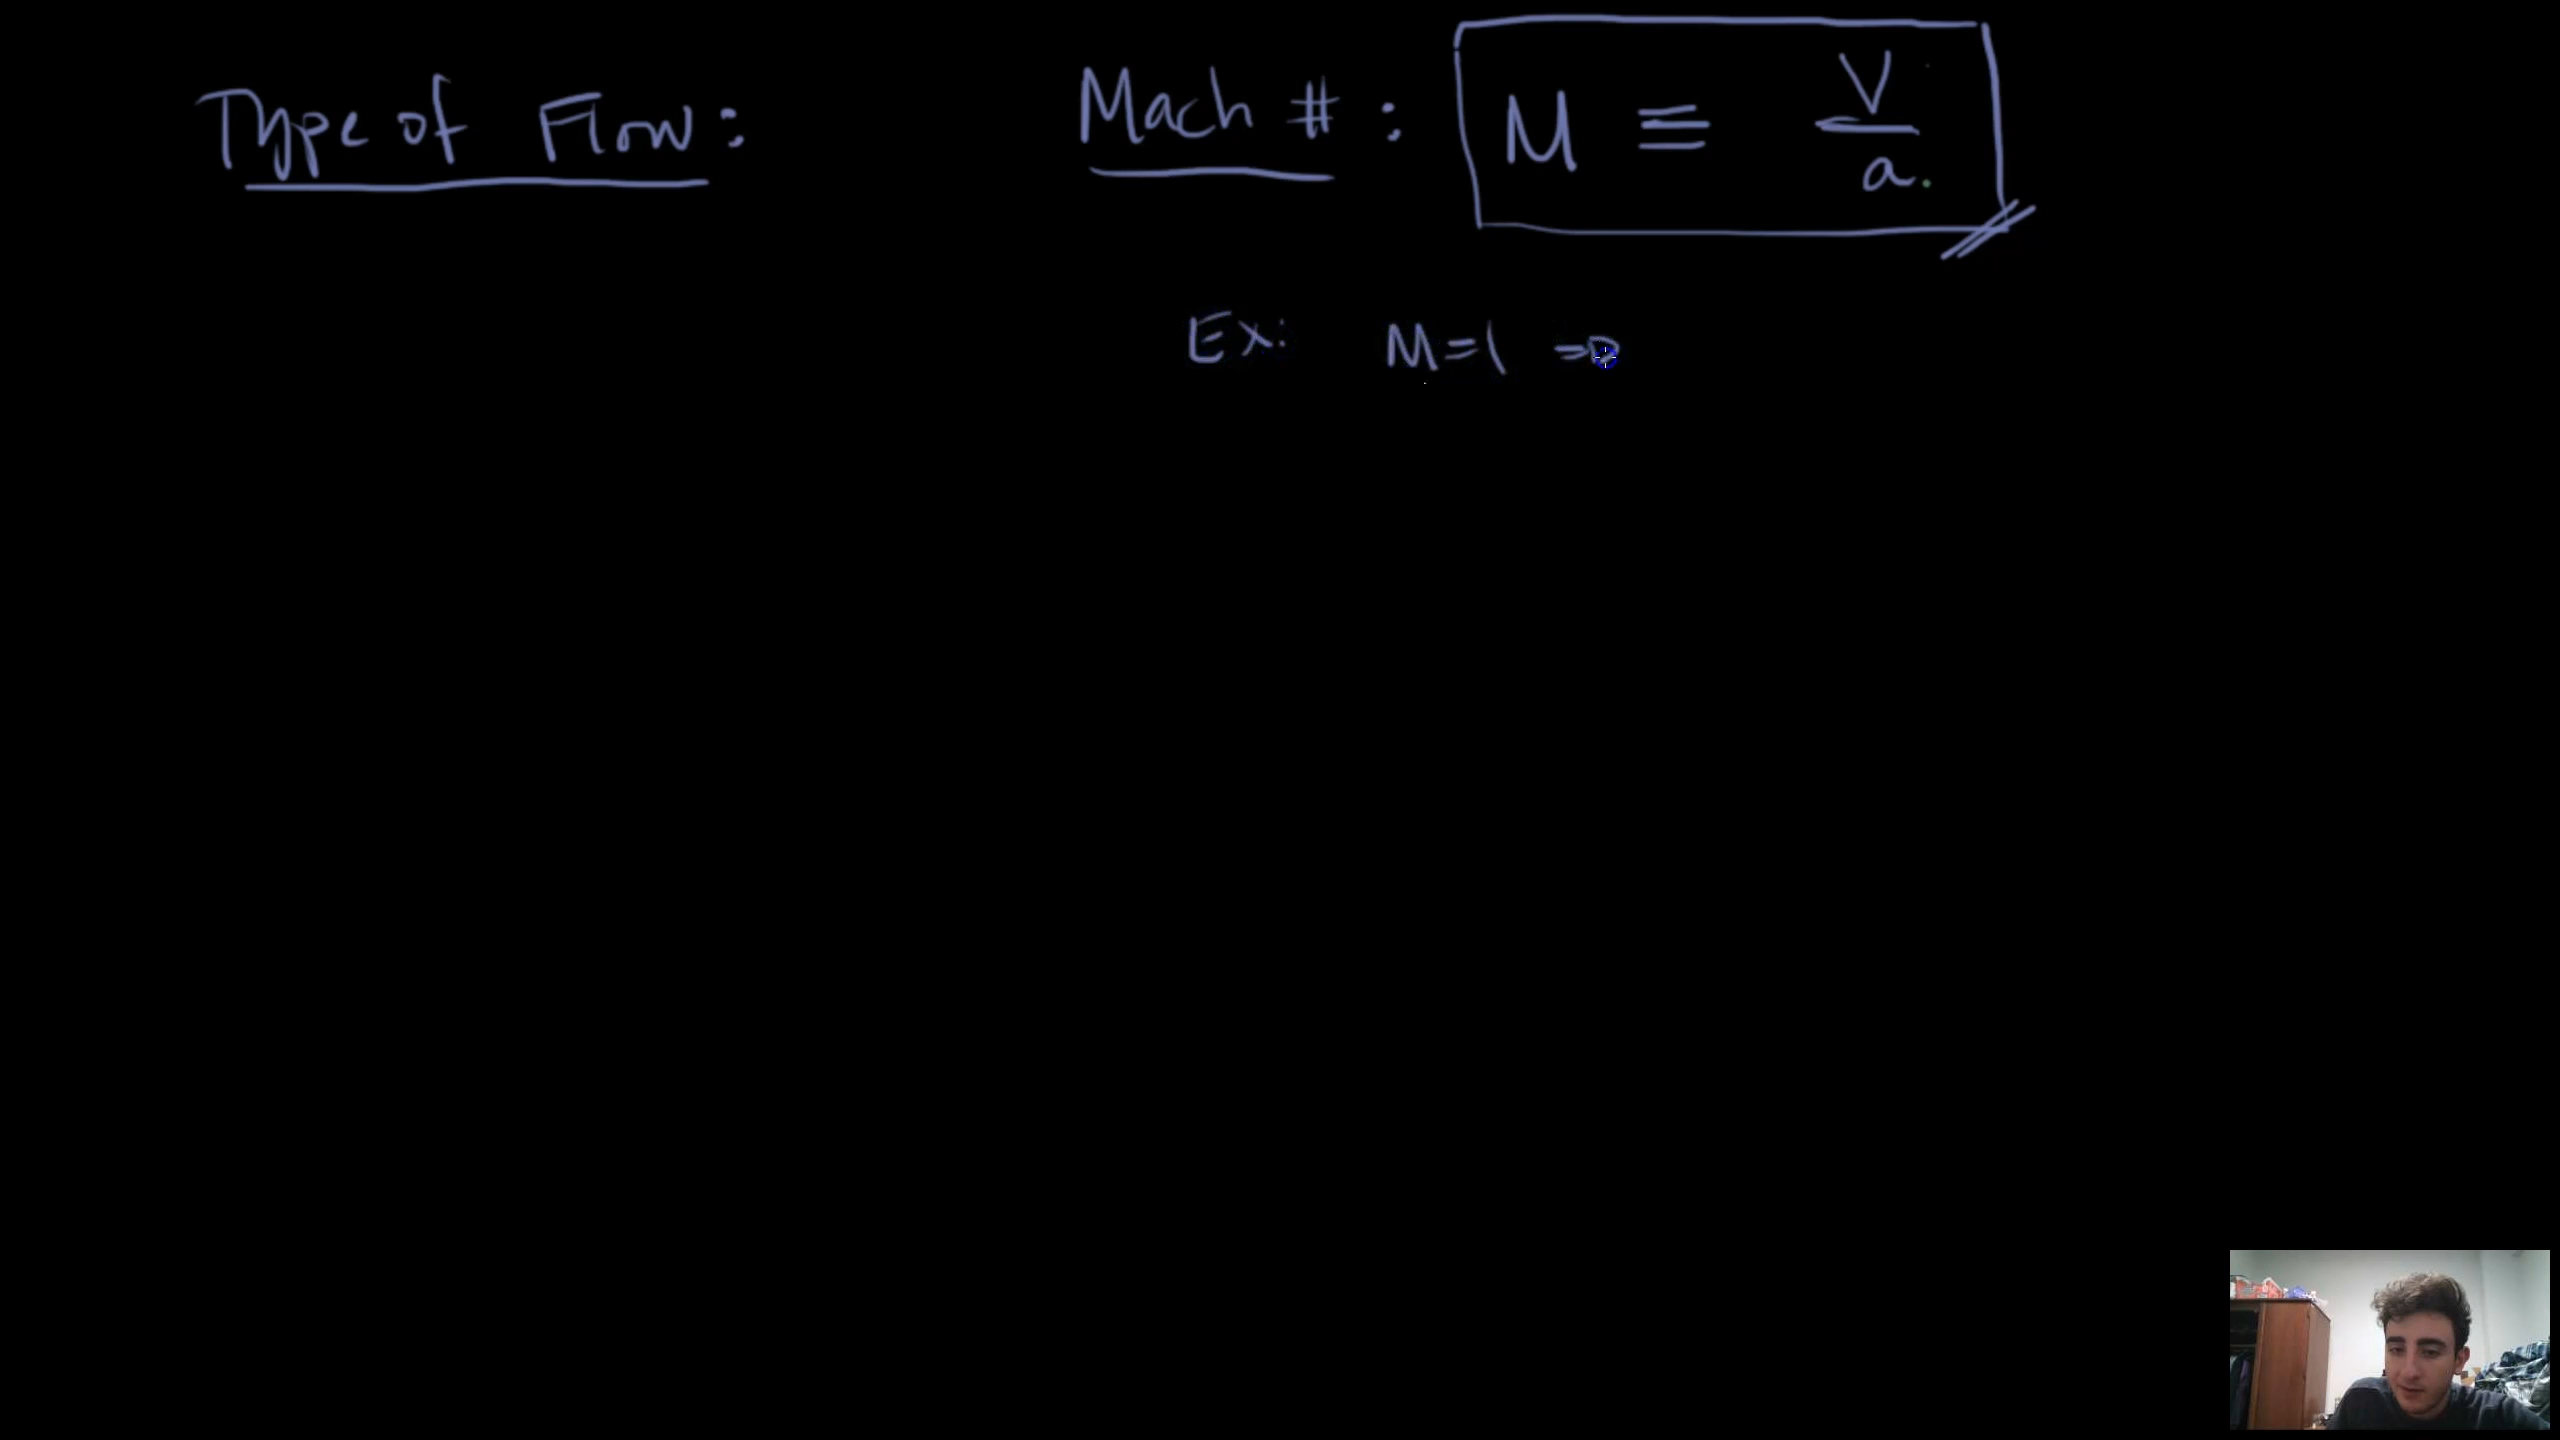 Type of Flow:
Mach # : M ≡ V/a
Ex: M=1 ⇒